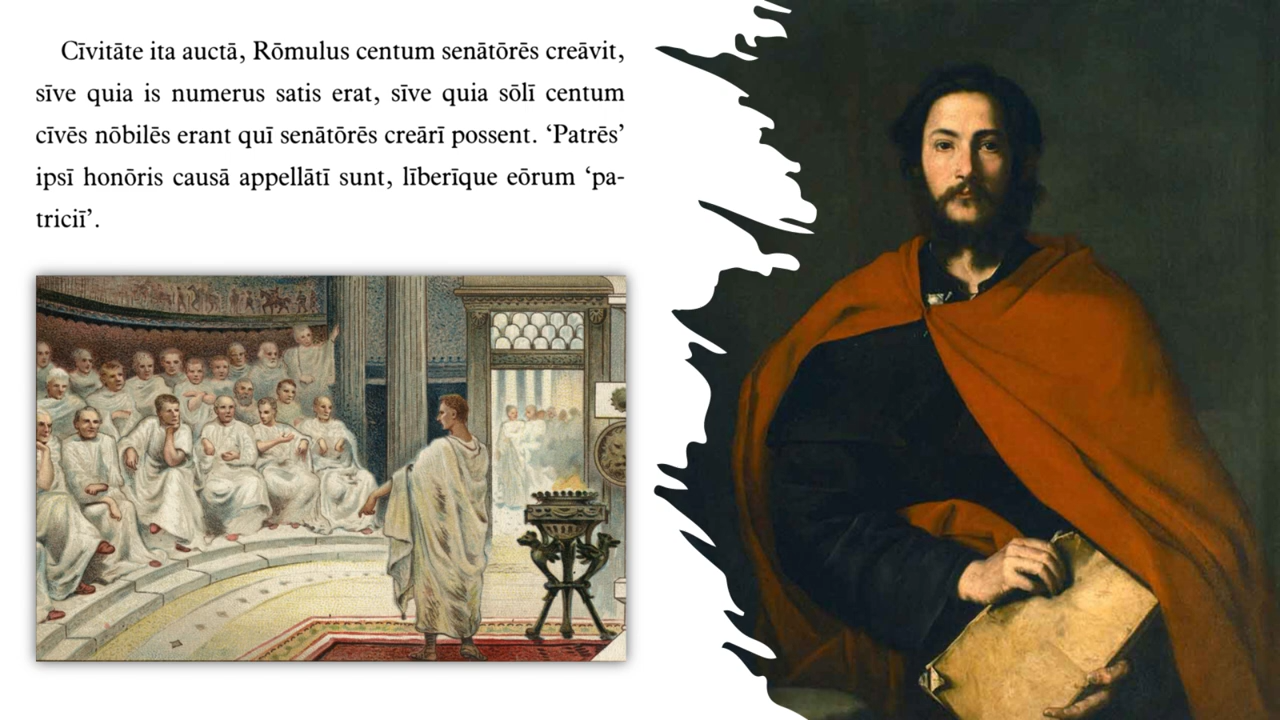 Cīvitāte ita auctā, Rōmulus centum senātōrēs creāvit,
sīve quia is numerus satis erat, sīve quia sōlī centum
cīvēs nōbilēs erant quī senātōrēs creārī possent. ‘Patrēs’
ipsī honōris causā appellātī sunt, līberīque eōrum ‘pa-
triciī’.